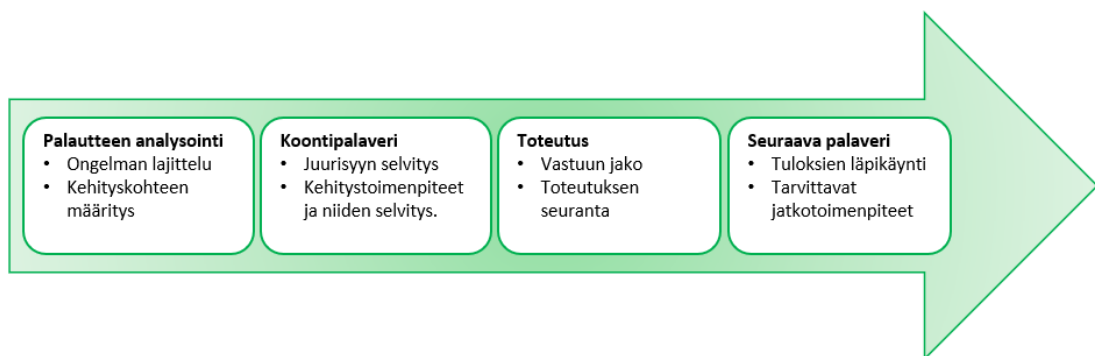 Palautteen analysointi
• Ongelman lajittelu
• Kehityskohteen
määritys
Koontipalaveri
• Juurisyyn selvitys
• Kehitystoimenpiteet
ja niiden selvitys.
Toteutus
• Vastuun jako
• Toteutuksen
seuranta
Seuraava palaveri
• Tuloksien läpikäynti
• Tarvittavat
jatkotoimenpiteet